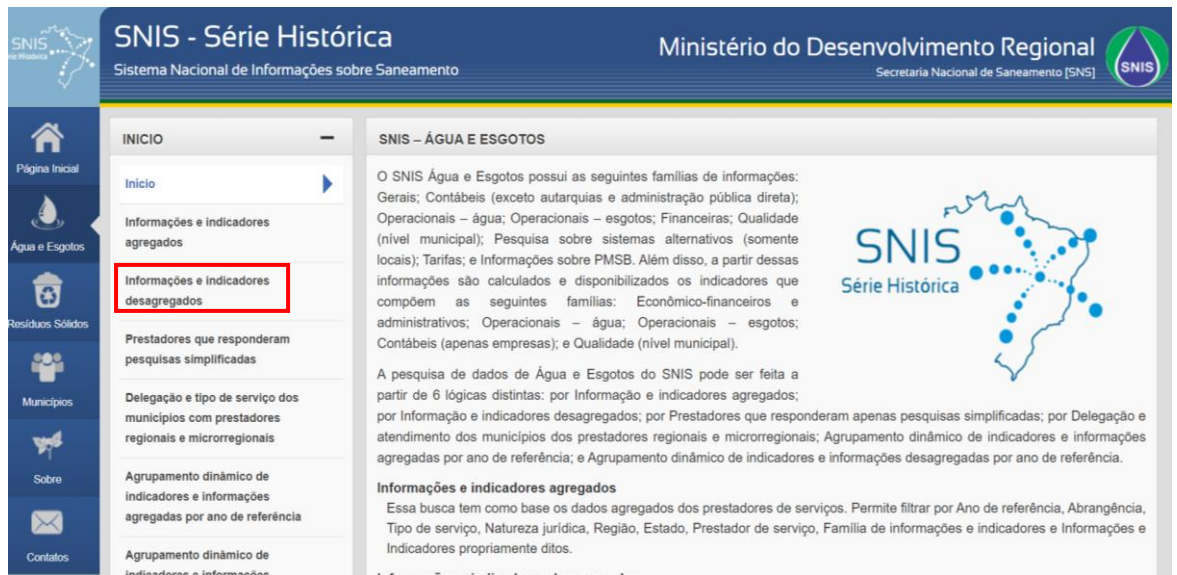 SNIS
SNIS - Série Histórica
Sistema Nacional de Informações sobre Saneamento
Ministério do Desenvolvimento Regional
Secretaria Nacional de Saneamento [SNS]
SNIS
Página Inicial
Água e Esgotos
Resíduos Sólidos
Municípios
Sobre
Contatos
INICIO
Inicio
Informações e indicadores
agregados
Informações e indicadores
desagregados
Prestadores que responderam
pesquisas simplificadas
Delegação e tipo de serviço dos
municípios com prestadores
regionais e microrregionais
Agrupamento dinâmico de
indicadores e informações
agregadas por ano de referência
Agrupamento dinâmico de
indicadores e informações
SNIS – ÁGUA E ESGOTOS
O SNIS Água e Esgotos possui as seguintes famílias de informações:
Gerais; Contábeis (exceto autarquias e administração pública direta);
Operacionais – água; Operacionais – esgotos; Financeiras; Qualidade
(nível municipal); Pesquisa sobre sistemas alternativos (somente
locais); Tarifas; e Informações sobre PMSB. Além disso, a partir dessas
informações são calculados e disponibilizados os indicadores que
compõem as seguintes famílias: Econômico-financeiros e
administrativos; Operacionais – água; Operacionais – esgotos;
Contábeis (apenas empresas); e Qualidade (nível municipal).
SNIS
Série Histórica
A pesquisa de dados de Água e Esgotos do SNIS pode ser feita a
partir de 6 lógicas distintas: por Informação e indicadores agregados;
por Informação e indicadores desagregados; por Prestadores que responderam apenas pesquisas simplificadas; por Delegação e
atendimento dos municípios dos prestadores regionais e microrregionais; Agrupamento dinâmico de indicadores e informações
agregadas por ano de referência; e Agrupamento dinâmico de indicadores e informações desagregadas por ano de referência.
Informações e indicadores agregados
Essa busca tem como base os dados agregados dos prestadores de serviços. Permite filtrar por Ano de referência, Abrangência,
Tipo de serviço, Natureza jurídica, Região, Estado, Prestador de serviço, Família de informações e indicadores e Informações e
Indicadores propriamente ditos.